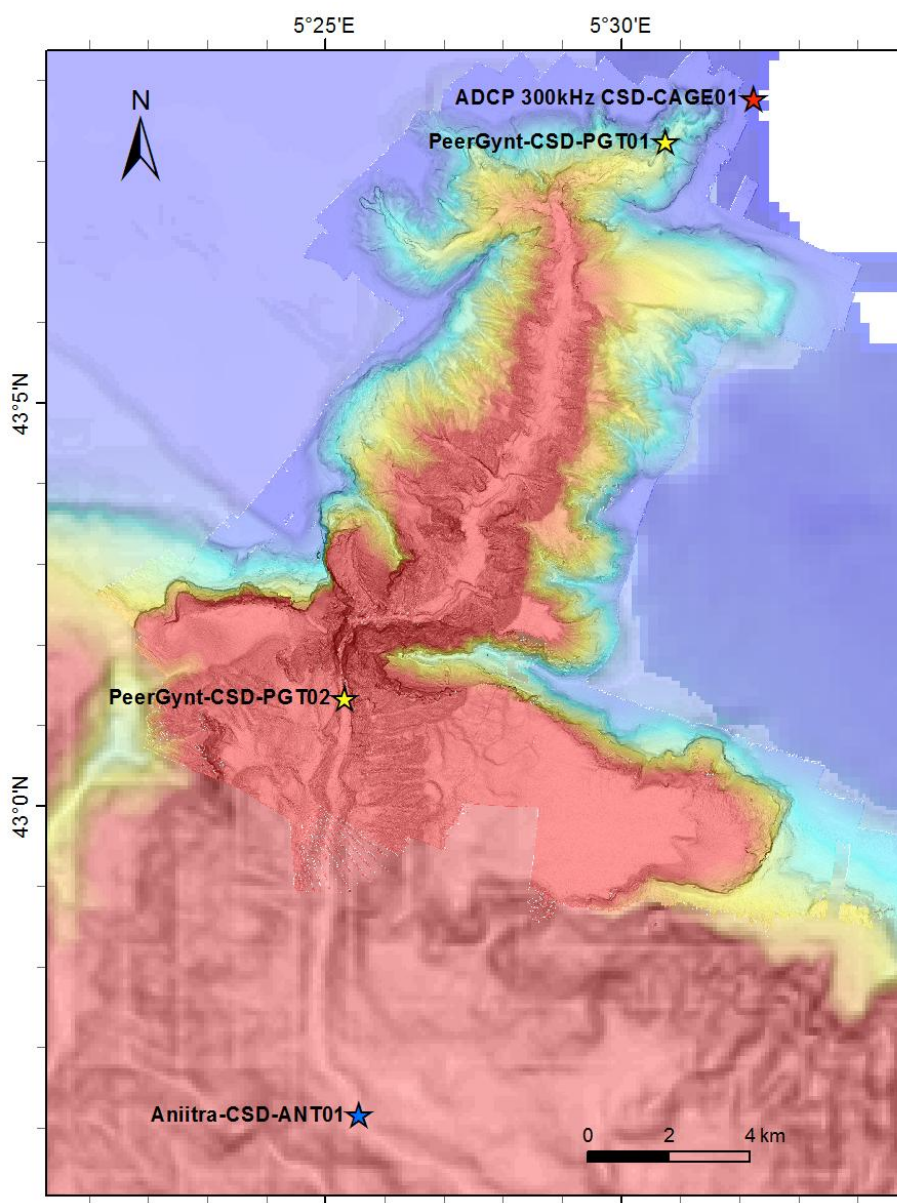 5°25'E 5°30'E
N
ADCP 300kHz CSD-CAGE01
PeerGynt-CSD-PGT01
43°5'N
PeerGynt-CSD-PGT02
43°0'N
Aniitra-CSD-ANT01
0 2 4 km